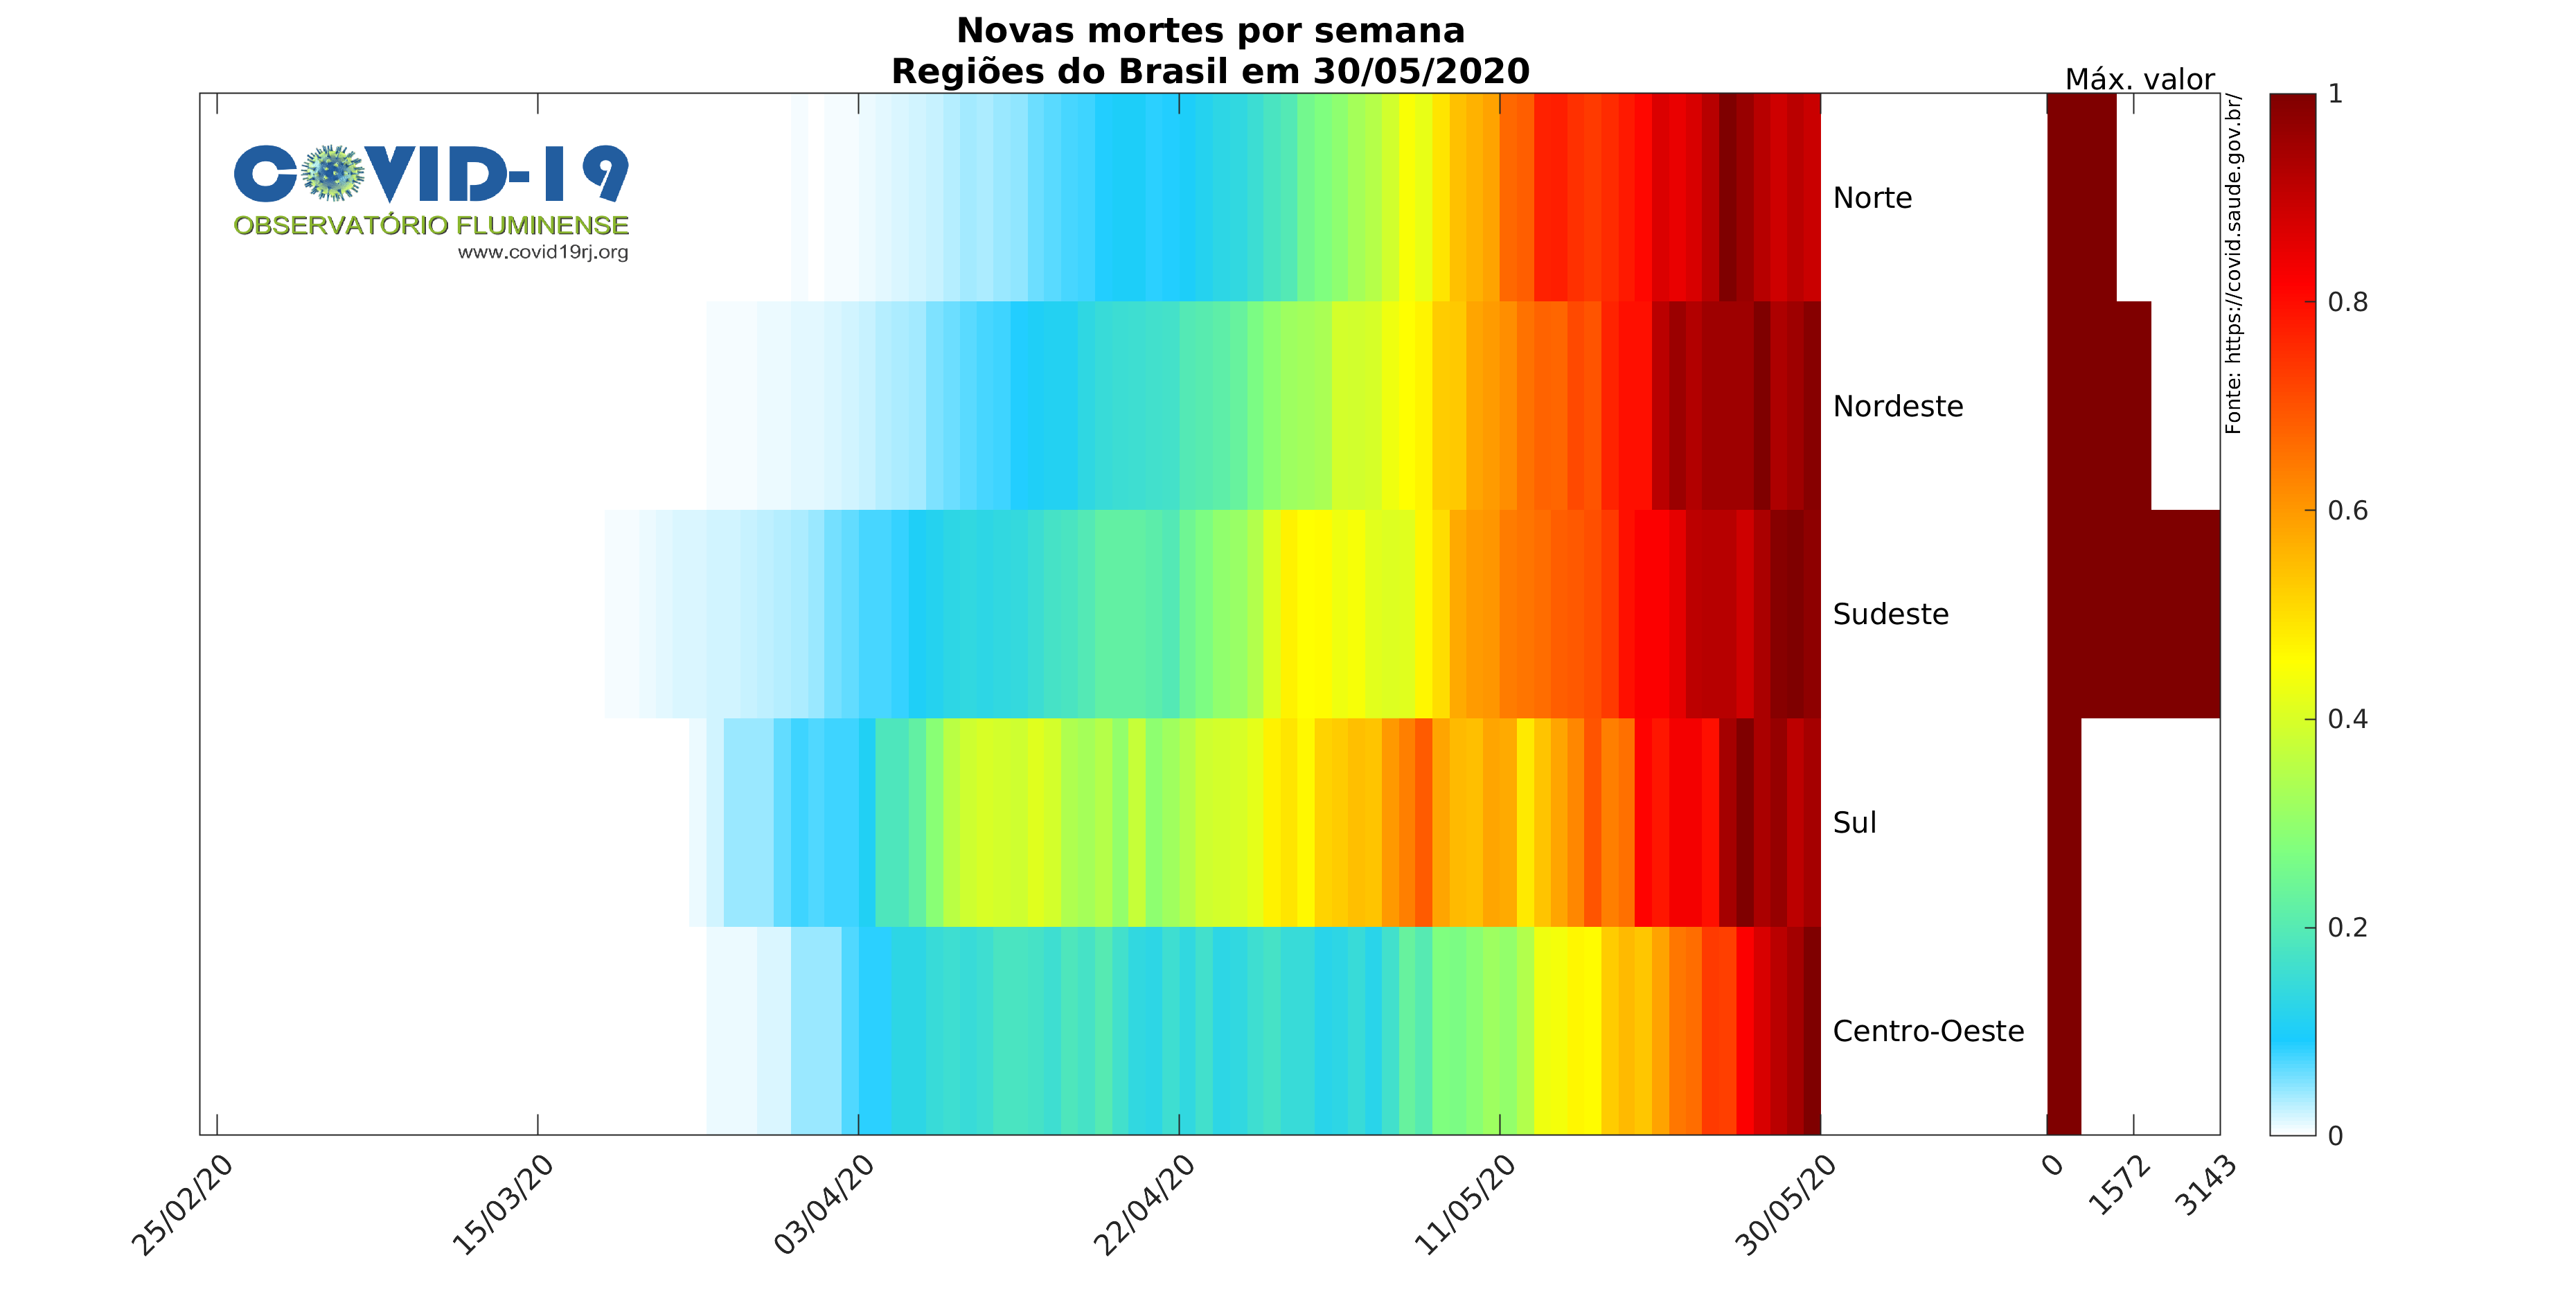 Novas mortes por semana
Regiões do Brasil em 30/05/2020
Máx. valor
COVID-19
OBSERVATÓRIO FLUMINENSE
www.covid19rj.org
Norte
Nordeste
Sudeste
Sul
Centro-Oeste
Fonte: https://covid.saude.gov.br/
1
0.8
0.6
0.4
0.2
0
25/02/20
15/03/20
03/04/20
22/04/20
11/05/20
30/05/20
0
1572
3143